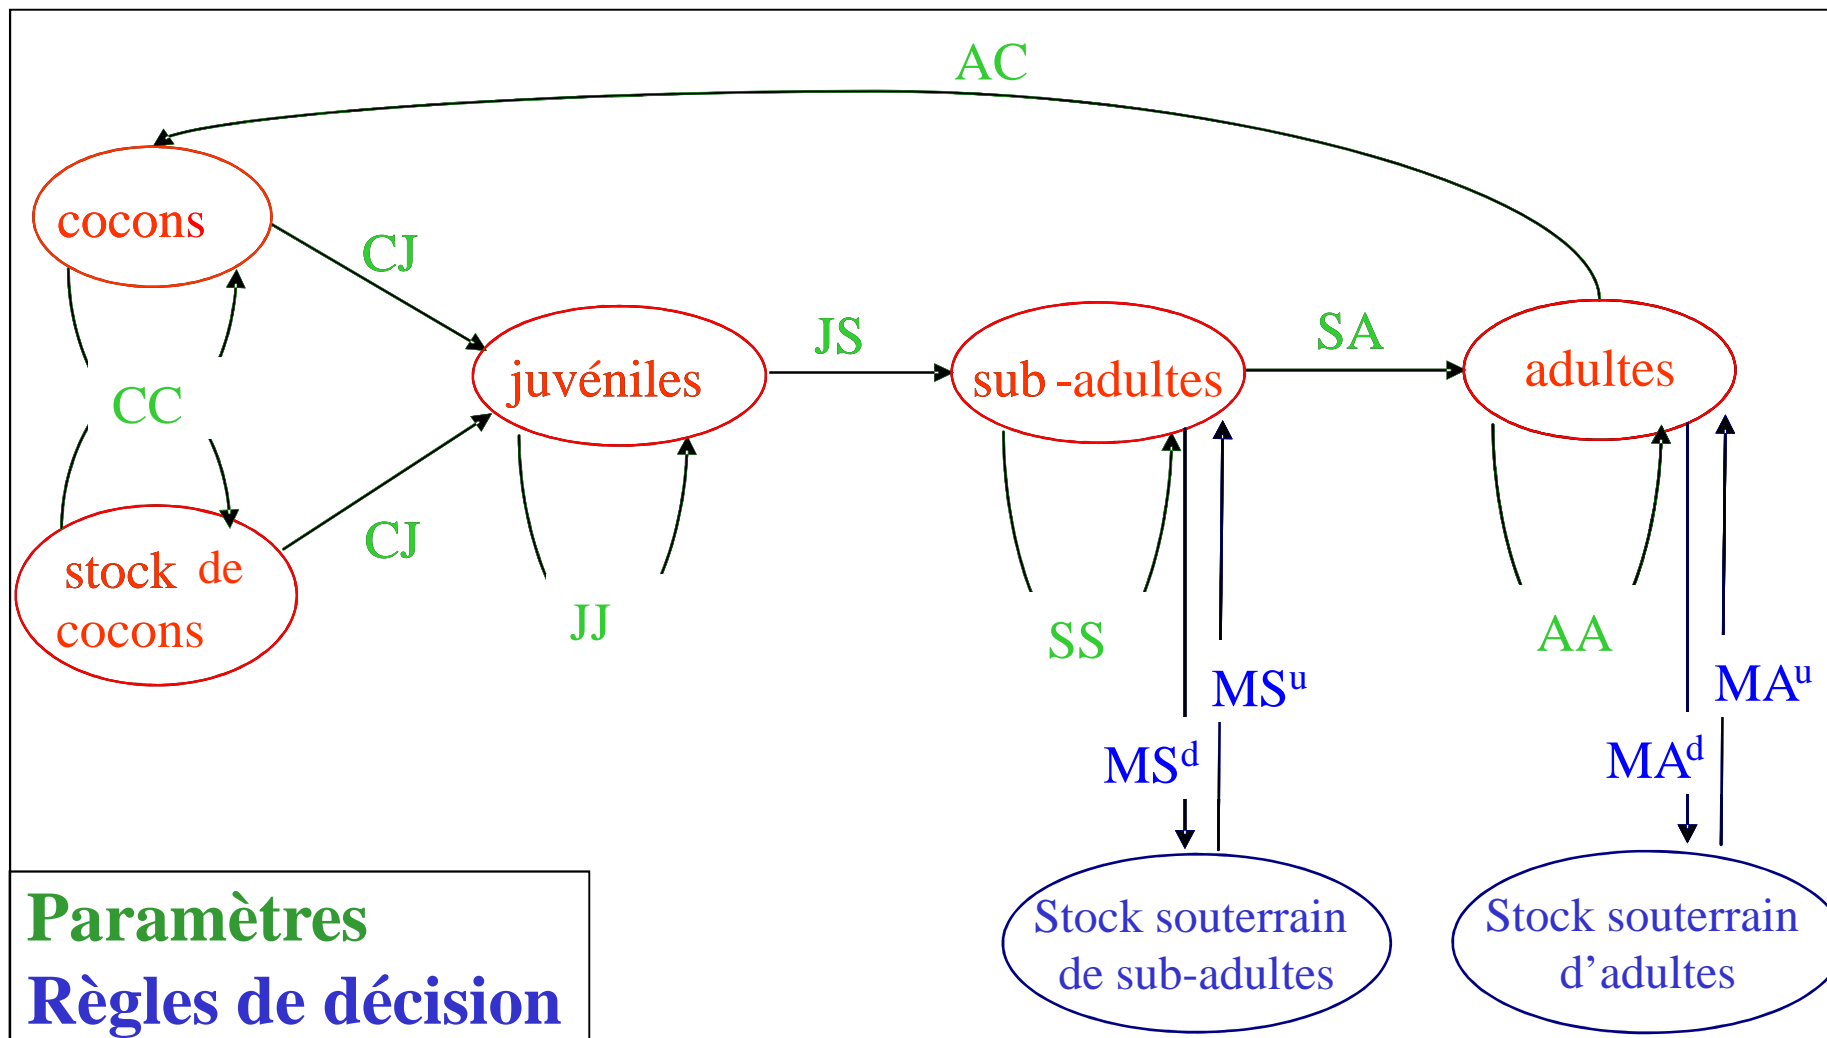 AC
cocons
CJ
CC
juvéniles
JS
sub -adultes
SA
adultes
stock de
cocons
CJ
JJ
SS
AA
MSᵘ
MSᵈ
MAᵘ
MAᵈ
Stock souterrain
de sub-adultes
Stock souterrain
d’adultes
Paramètres
Règles de décision